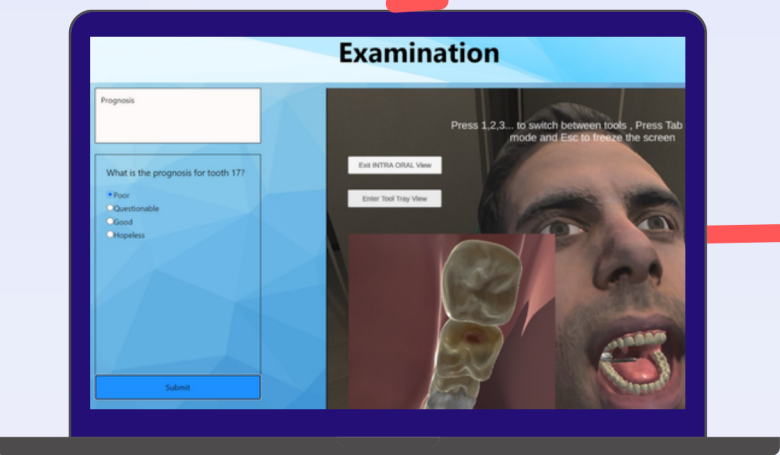 Examination
Prognosis
What is the prognosis for tooth 17?
Poor
Questionable
Good
Hopeless
Submit
Press 1,2,3... to switch between tools , Press Tab
mode and Esc to freeze the screen
Exit INTRA ORAL View
Enter Tool Tray View